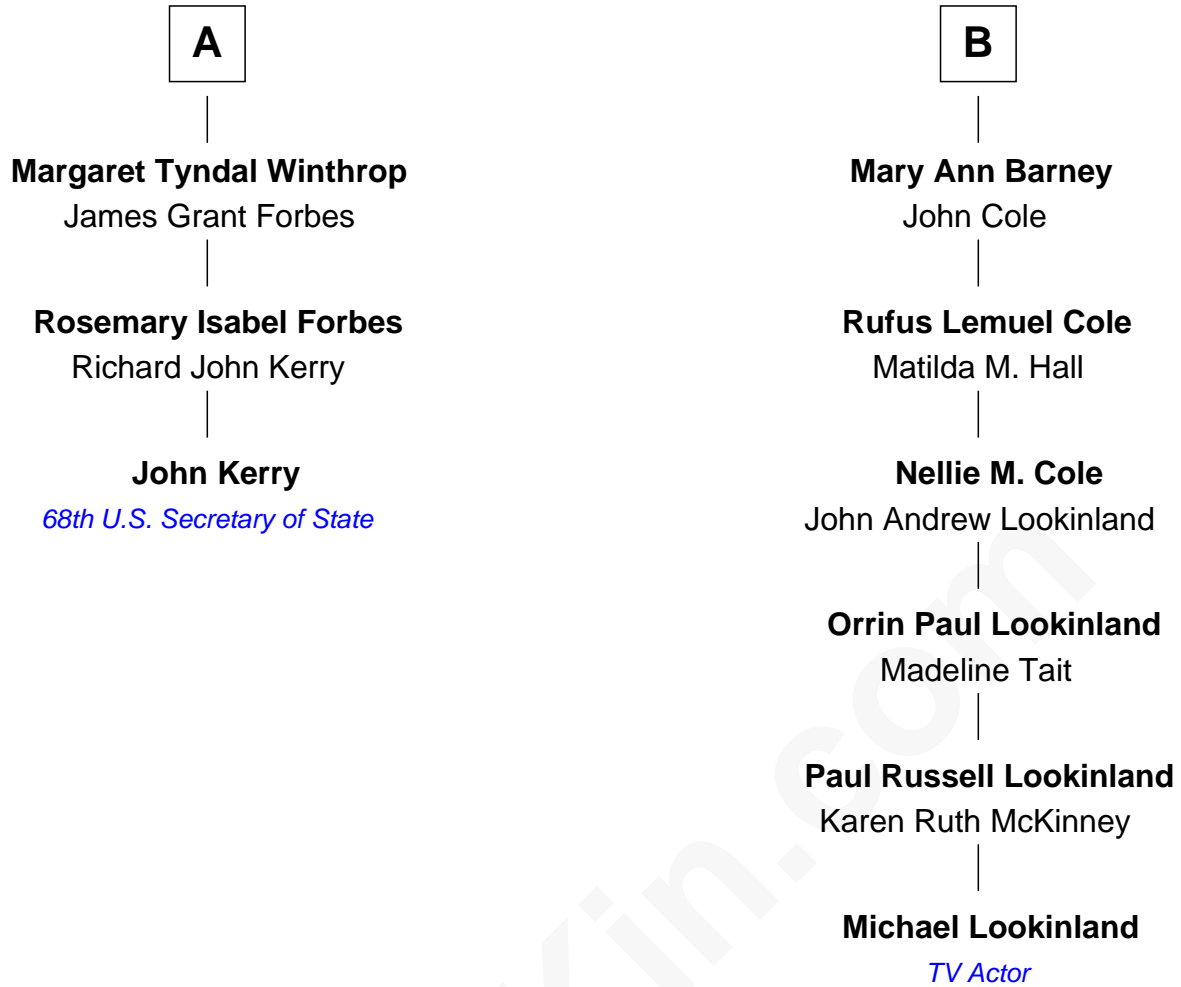 A
Margaret Tyndal Winthrop
James Grant Forbes
Rosemary Isabel Forbes
Richard John Kerry
John Kerry
68th U.S. Secretary of State
B
Mary Ann Barney
John Cole
Rufus Lemuel Cole
Matilda M. Hall
Nellie M. Cole
John Andrew Lookinland
Orrin Paul Lookinland
Madeline Tait
Paul Russell Lookinland
Karen Ruth McKinney
Michael Lookinland
TV Actor